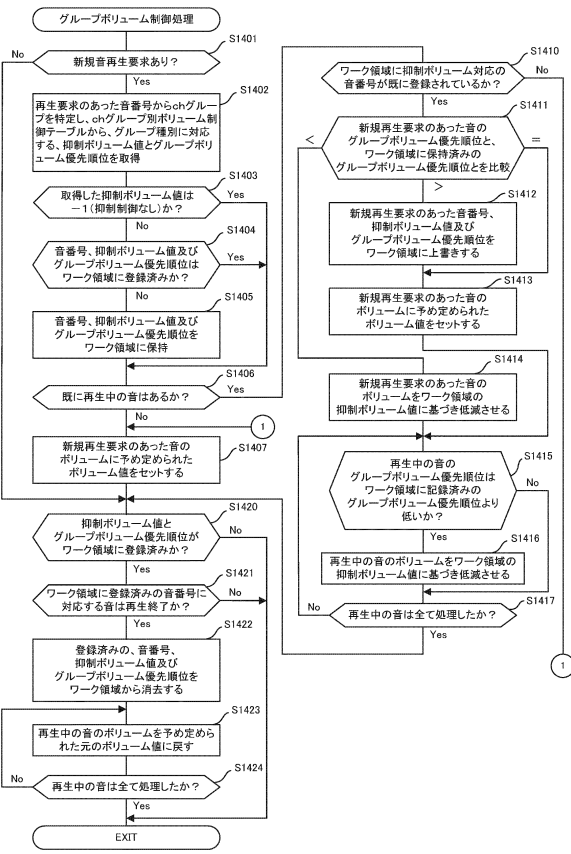 グループボリューム制御処理
S1401
新規音再生要求あり？
No
Yes
S1402
再生要求のあった音番号からchグループ
を特定し、chグループ別ボリューム制
御テーブルから、グループ種別に対応す
る、抑制ボリューム値とグループボ
リューム優先順位を取得
S1403
取得した抑制ボリューム値は
－1（抑制制御なし）か？
Yes
No
S1404
音番号、抑制ボリューム値及び
グループボリューム優先順位は
ワーク領域に登録済みか？
Yes
No
S1405
音番号、抑制ボリューム値及び
グループボリューム優先順位を
ワーク領域に保持
S1406
既に再生中の音はあるか？
Yes
No
1
S1407
新規再生要求のあった音の
ボリュームに予め定められた
ボリューム値をセットする
S1420
抑制ボリューム値と
グループボリューム優先順位が
ワーク領域に登録済みか？
No
Yes
S1421
ワーク領域に登録済みの音番号に
対応する音は再生終了か？
No
Yes
S1422
登録済みの、音番号、
抑制ボリューム値及び
グループボリューム優先順位を
ワーク領域から消去する
S1423
再生中の音のボリュームを予め定めら
れた元のボリューム値に戻す
S1424
再生中の音は全て処理したか？
No
Yes
EXIT
S1410
ワーク領域に抑制ボリューム対応の
音番号が既に登録されているか？
No
Yes
S1411
新規再生要求のあった音の
グループボリューム優先順位と、
ワーク領域に保持済みの
グループボリューム優先順位とを比較
＜
＝
＞
S1412
新規再生要求のあった音番号、
抑制ボリューム値及び
グループボリューム優先順位を
ワーク領域に上書きする
S1413
新規再生要求のあった音の
ボリュームに予め定められた
ボリューム値をセットする
S1414
新規再生要求のあった音の
ボリュームをワーク領域の
抑制ボリューム値に基づき低減させる
S1415
再生中の音の
グループボリューム優先順位は
ワーク領域に記録済みの
グループボリューム優先順位より
低いか？
No
Yes
S1416
再生中の音のボリュームをワーク領域の
抑制ボリューム値に基づき低減させる
S1417
再生中の音は全て処理したか？
No
Yes
1